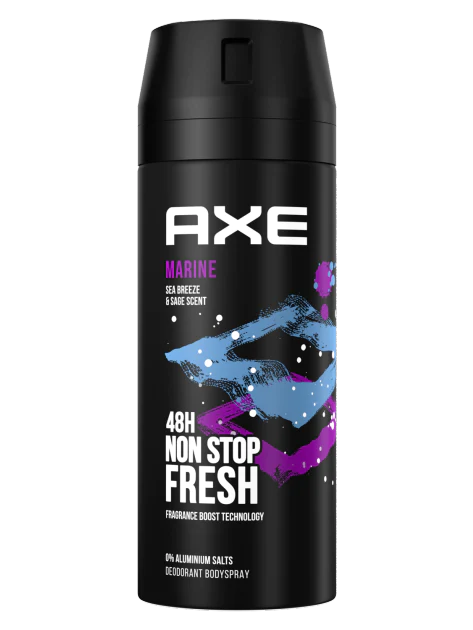 AXE
MARINE
SEA BREEZE
& SAGE SCENT
48H
NON STOP
FRESH
FRAGRANCE BOOST TECHNOLOGY
0% ALUMINIUM SALTS
DEODORANT BODYSPRAY